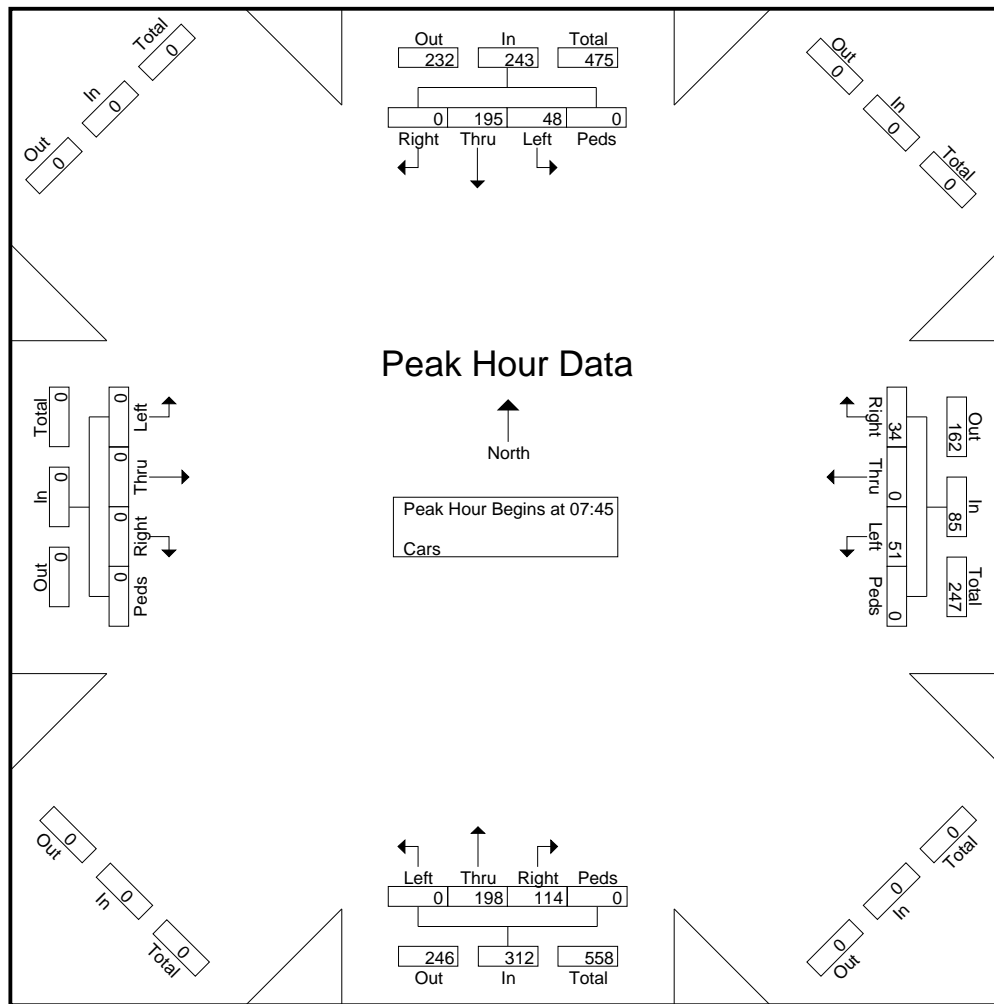 Out In Total
232 243 475
0 195 48 0
Right Thru Left Peds
Total
0
In
0
Out
0
Out
0
In
0
Total
0
Peak Hour Data
North
Peak Hour Begins at 07:45
Cars
Total In Out
0 0 0
0 0 0 0
Left Thru Right Peds
Right Thru Left Peds
34 0 51 0
Out In Total
162 85 247
Out
0
In
0
Total
0
Total
0
In
0
Out
0
Left Thru Right Peds
0 198 114 0
246 312 558
Out In Total